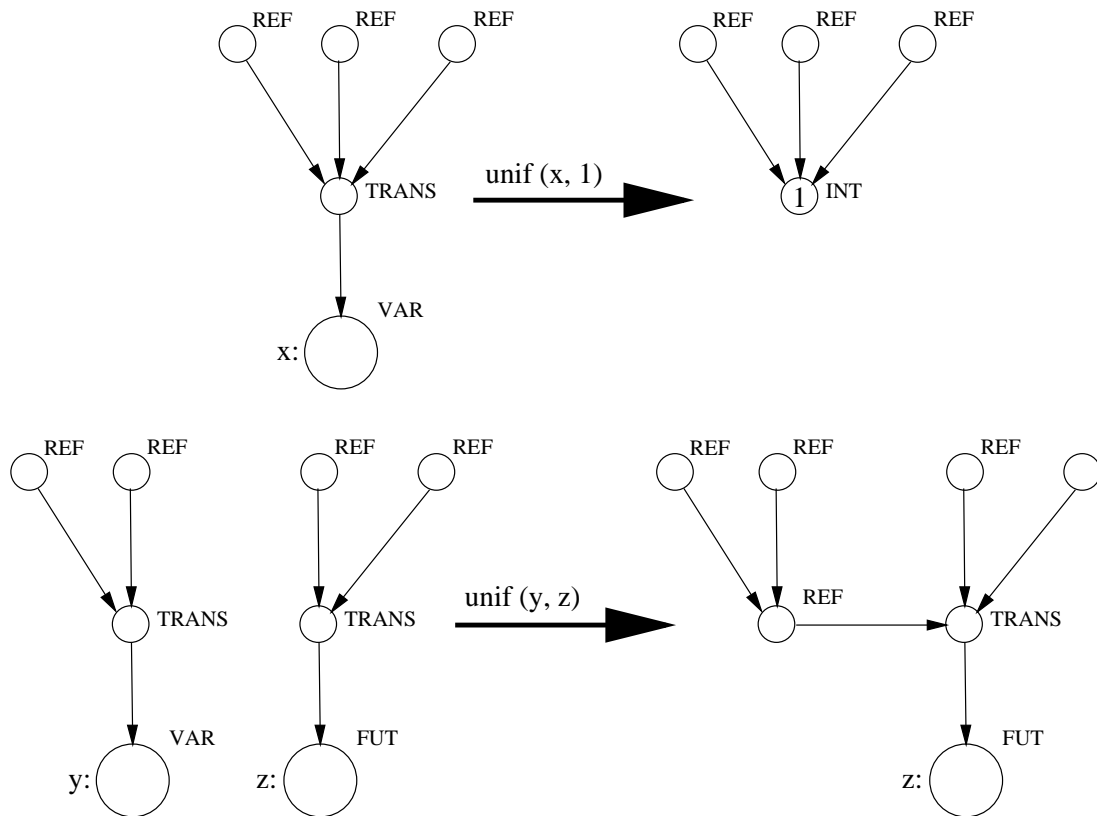 REF REF REF REF REF REF
unif (x, 1)
TRANS 1 INT
VAR
x:
REF REF REF REF REF REF REF
unif (y, z)
REF
TRANS TRANS TRANS
VAR FUT FUT
y: z: z: